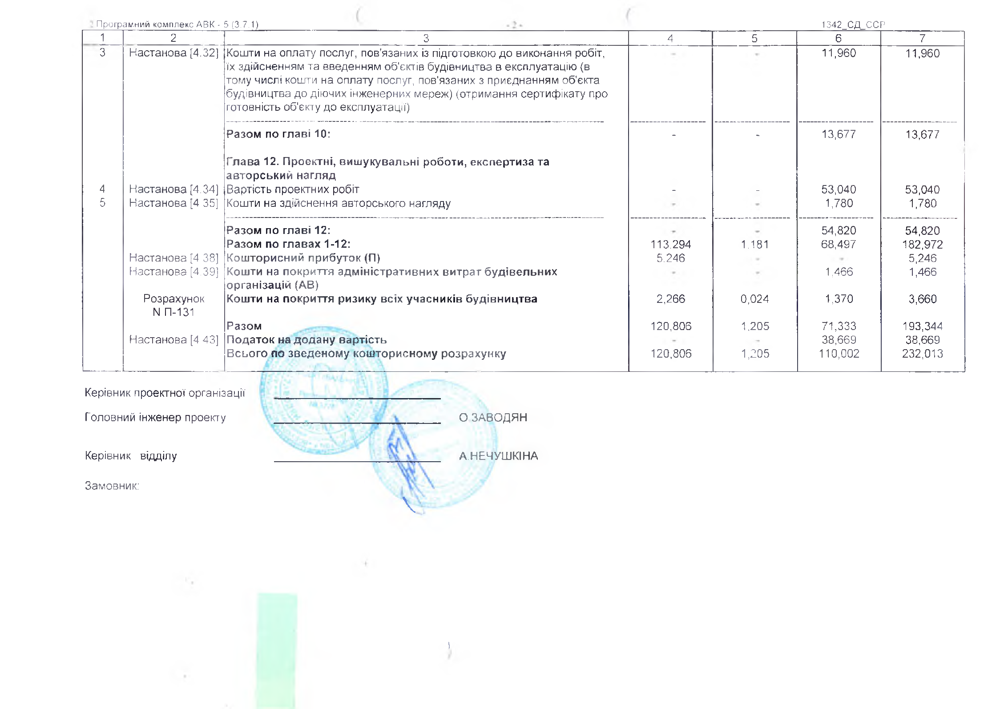 2 Програмний комплекс АВК - 5 (3.7.1) - 2 - 1342_СД_ССР
1 2 3 4 5 6 7
3 Настанова [4.32] Кошти на оплату послуг, пов'язаних із підготовкою до виконання робіт, - - 11,960 11,960
їх здійсненням та введенням об'єктів будівництва в експлуатацію (в
тому числі кошти на оплату послуг, пов'язаних з приєднанням об'єкта
будівництва до діючих інженерних мереж) (отримання сертифікату про
готовність об'єкту до експлуатації)
Разом по главі 10: - - 13,677 13,677
Глава 12. Проектні, вишукувальні роботи, експертиза та
авторський нагляд
4 Настанова [4.34] Вартість проектних робіт - - 53,040 53,040
5 Настанова [4 35] Кошти на здійснення авторського нагляду - - 1,780 1,780
Разом по главі 12: - - 54,820 54,820
Разом по главах 1-12: 113.294 1.181 68,497 182,972
Настанова [4 38] Кошторисний прибуток (П) 5.246 - - 5,246
Настанова [4.39] Кошти на покриття адміністративних витрат будівельних - - 1,466 1,466
організацій (АВ)
Розрахунок Кошти на покриття ризику всіх учасників будівництва 2,266 0,024 1,370 3,660
N П-131
Разом 120,806 1,205 71,333 193,344
Настанова [4 43] Податок на додану вартість - - 38,669 38,669
Всього по зведеному кошторисному розрахунку 120,806 1,205 110,002 232,013
Керівник проектної організації
Головний інженер проекту О.ЗАВОДЯН
Керівник відділу А.НЕЧУШКІНА
Замовник: